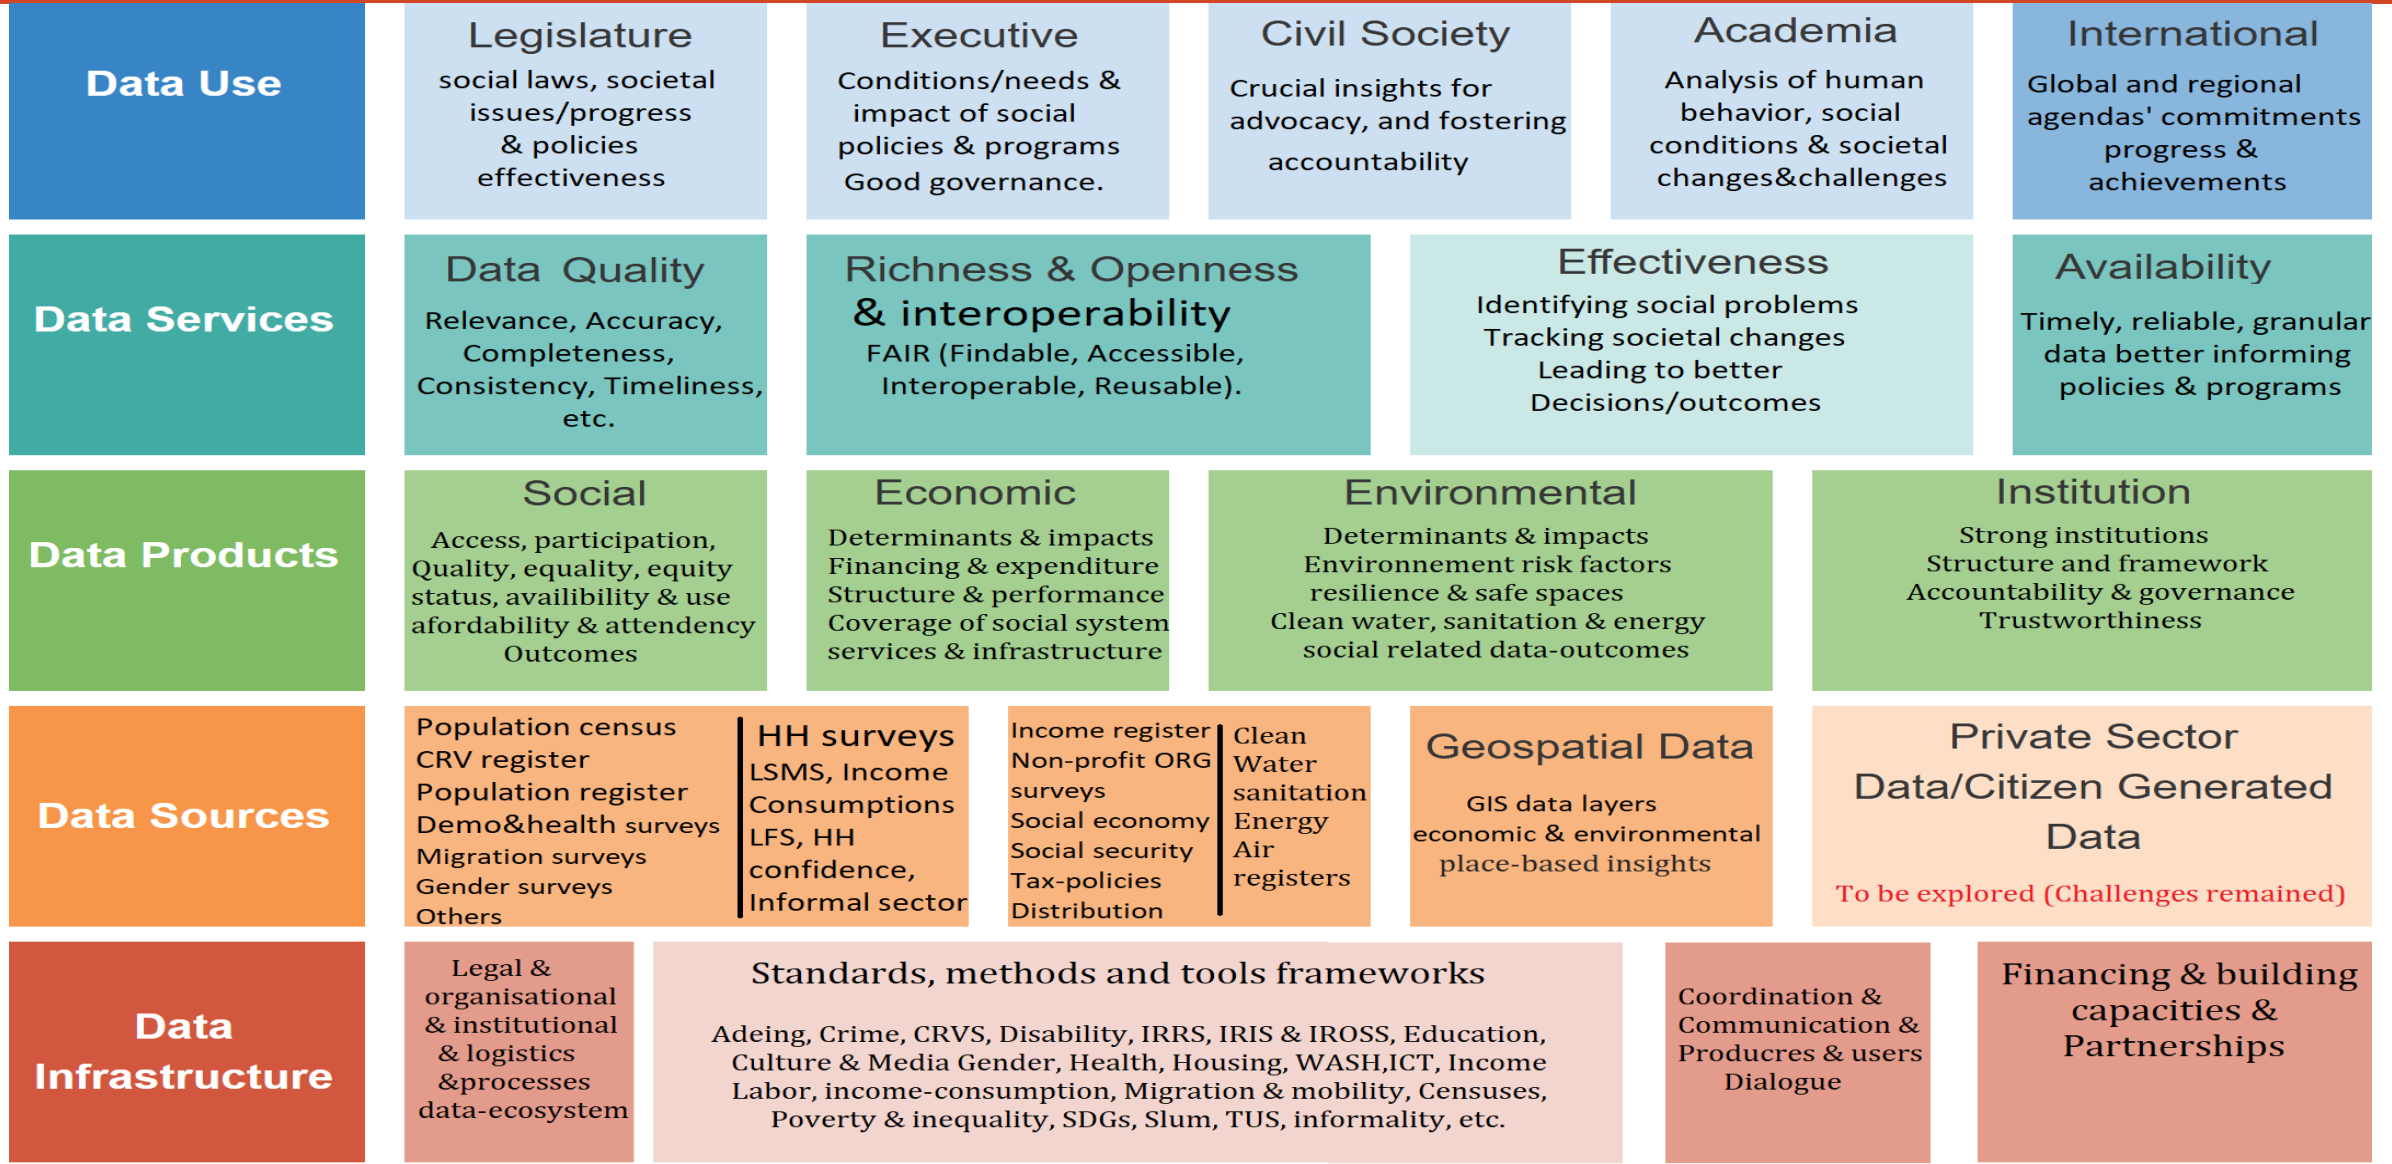 Data Use
Legislature
social laws, societal
issues/progress
& policies
effectiveness
Executive
Conditions/needs &
impact of social
policies & programs
Good governance.
Civil Society
Crucial insights for
advocacy, and fostering
accountability
Academia
Analysis of human
behavior, social
conditions & societal
changes&challenges
International
Global and regional
agendas' commitments
progress &
achievements
Data Services
Data Quality
Relevance, Accuracy,
Completeness,
Consistency, Timeliness,
etc.
Richness & Openness
& interoperability
FAIR (Findable, Accessible,
Interoperable, Reusable).
Effectiveness
Identifying social problems
Tracking societal changes
Leading to better
Decisions/outcomes
Availability
Timely, reliable, granular
data better informing
policies & programs
Data Products
Social
Access, participation,
Quality, equality, equity
status, availibility & use
afordability & attendency
Outcomes
Economic
Determinants & impacts
Financing & expenditure
Structure & performance
Coverage of social system
services & infrastructure
Environmental
Determinants & impacts
Environnement risk factors
resilience & safe spaces
Clean water, sanitation & energy
social related data-outcomes
Institution
Strong institutions
Structure and framework
Accountability & governance
Trustworthiness
Data Sources
Population census
CRV register
Population register
Demo&health surveys
Migration surveys
Gender surveys
Others
HH surveys
LSMS, Income
Consumptions
LFS, HH
confidence,
Informal sector
Income register
Non-profit ORG
surveys
Social economy
Social security
Tax-policies
Distribution
Clean
Water
sanitation
Energy
Air
registers
Geospatial Data
GIS data layers
economic & environmental
place-based insights
Private Sector
Data/Citizen Generated
Data
To be explored (Challenges remained)
Data
Infrastructure
Legal &
organisational
& institutional
& logistics
&processes
data-ecosystem
Standards, methods and tools frameworks
Adeing, Crime, CRVS, Disability, IRRS, IRIS & IROSS, Education,
Culture & Media Gender, Health, Housing, WASH,ICT, Income
Labor, income-consumption, Migration & mobility, Censuses,
Poverty & inequality, SDGs, Slum, TUS, informality, etc.
Coordination &
Communication &
Producres & users
Dialogue
Financing & building
capacities &
Partnerships